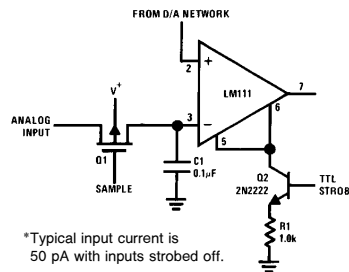 FROM D/A NETWORK
2
+
LM111
7
V+
6
ANALOG
INPUT
3
−
5
Q1
C1
0.1μF
Q2
2N2222
TTL
STROB
SAMPLE
R1
1.0k
*Typical input current is
50 pA with inputs strobed off.